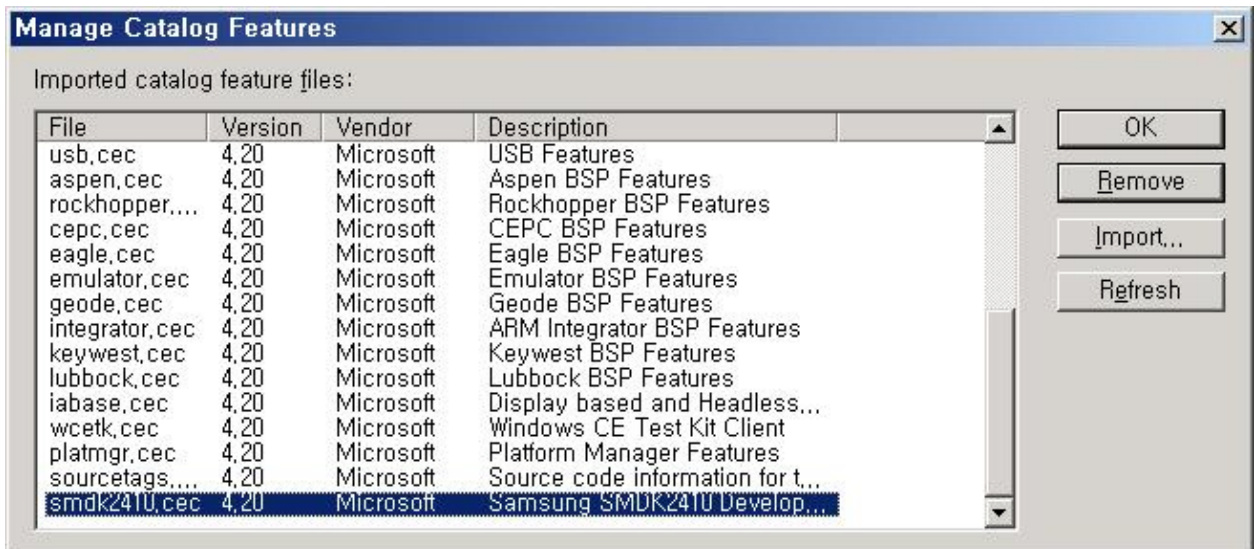 Manage Catalog Features
Imported catalog feature files:
File Version Vendor Description
usb.cec 4.20 Microsoft USB Features
aspen.cec 4.20 Microsoft Aspen BSP Features
rockhopper.... 4.20 Microsoft Rockhopper BSP Features
cepc.cec 4.20 Microsoft CEPC BSP Features
eagle.cec 4.20 Microsoft Eagle BSP Features
emulator.cec 4.20 Microsoft Emulator BSP Features
geode.cec 4.20 Microsoft Geode BSP Features
integrator.cec 4.20 Microsoft ARM Integrator BSP Features
keywest.cec 4.20 Microsoft Keywest BSP Features
lubbock.cec 4.20 Microsoft Lubbock BSP Features
iabase.cec 4.20 Microsoft Display based and Headless...
wcetk.cec 4.20 Microsoft Windows CE Test Kit Client
platmgr.cec 4.20 Microsoft Platform Manager Features
sourcetags.... 4.20 Microsoft Source code information for t...
smdk2410.cec 4.20 Microsoft Samsung SMDK2410 Develop...
OK
Remove
Import...
Refresh